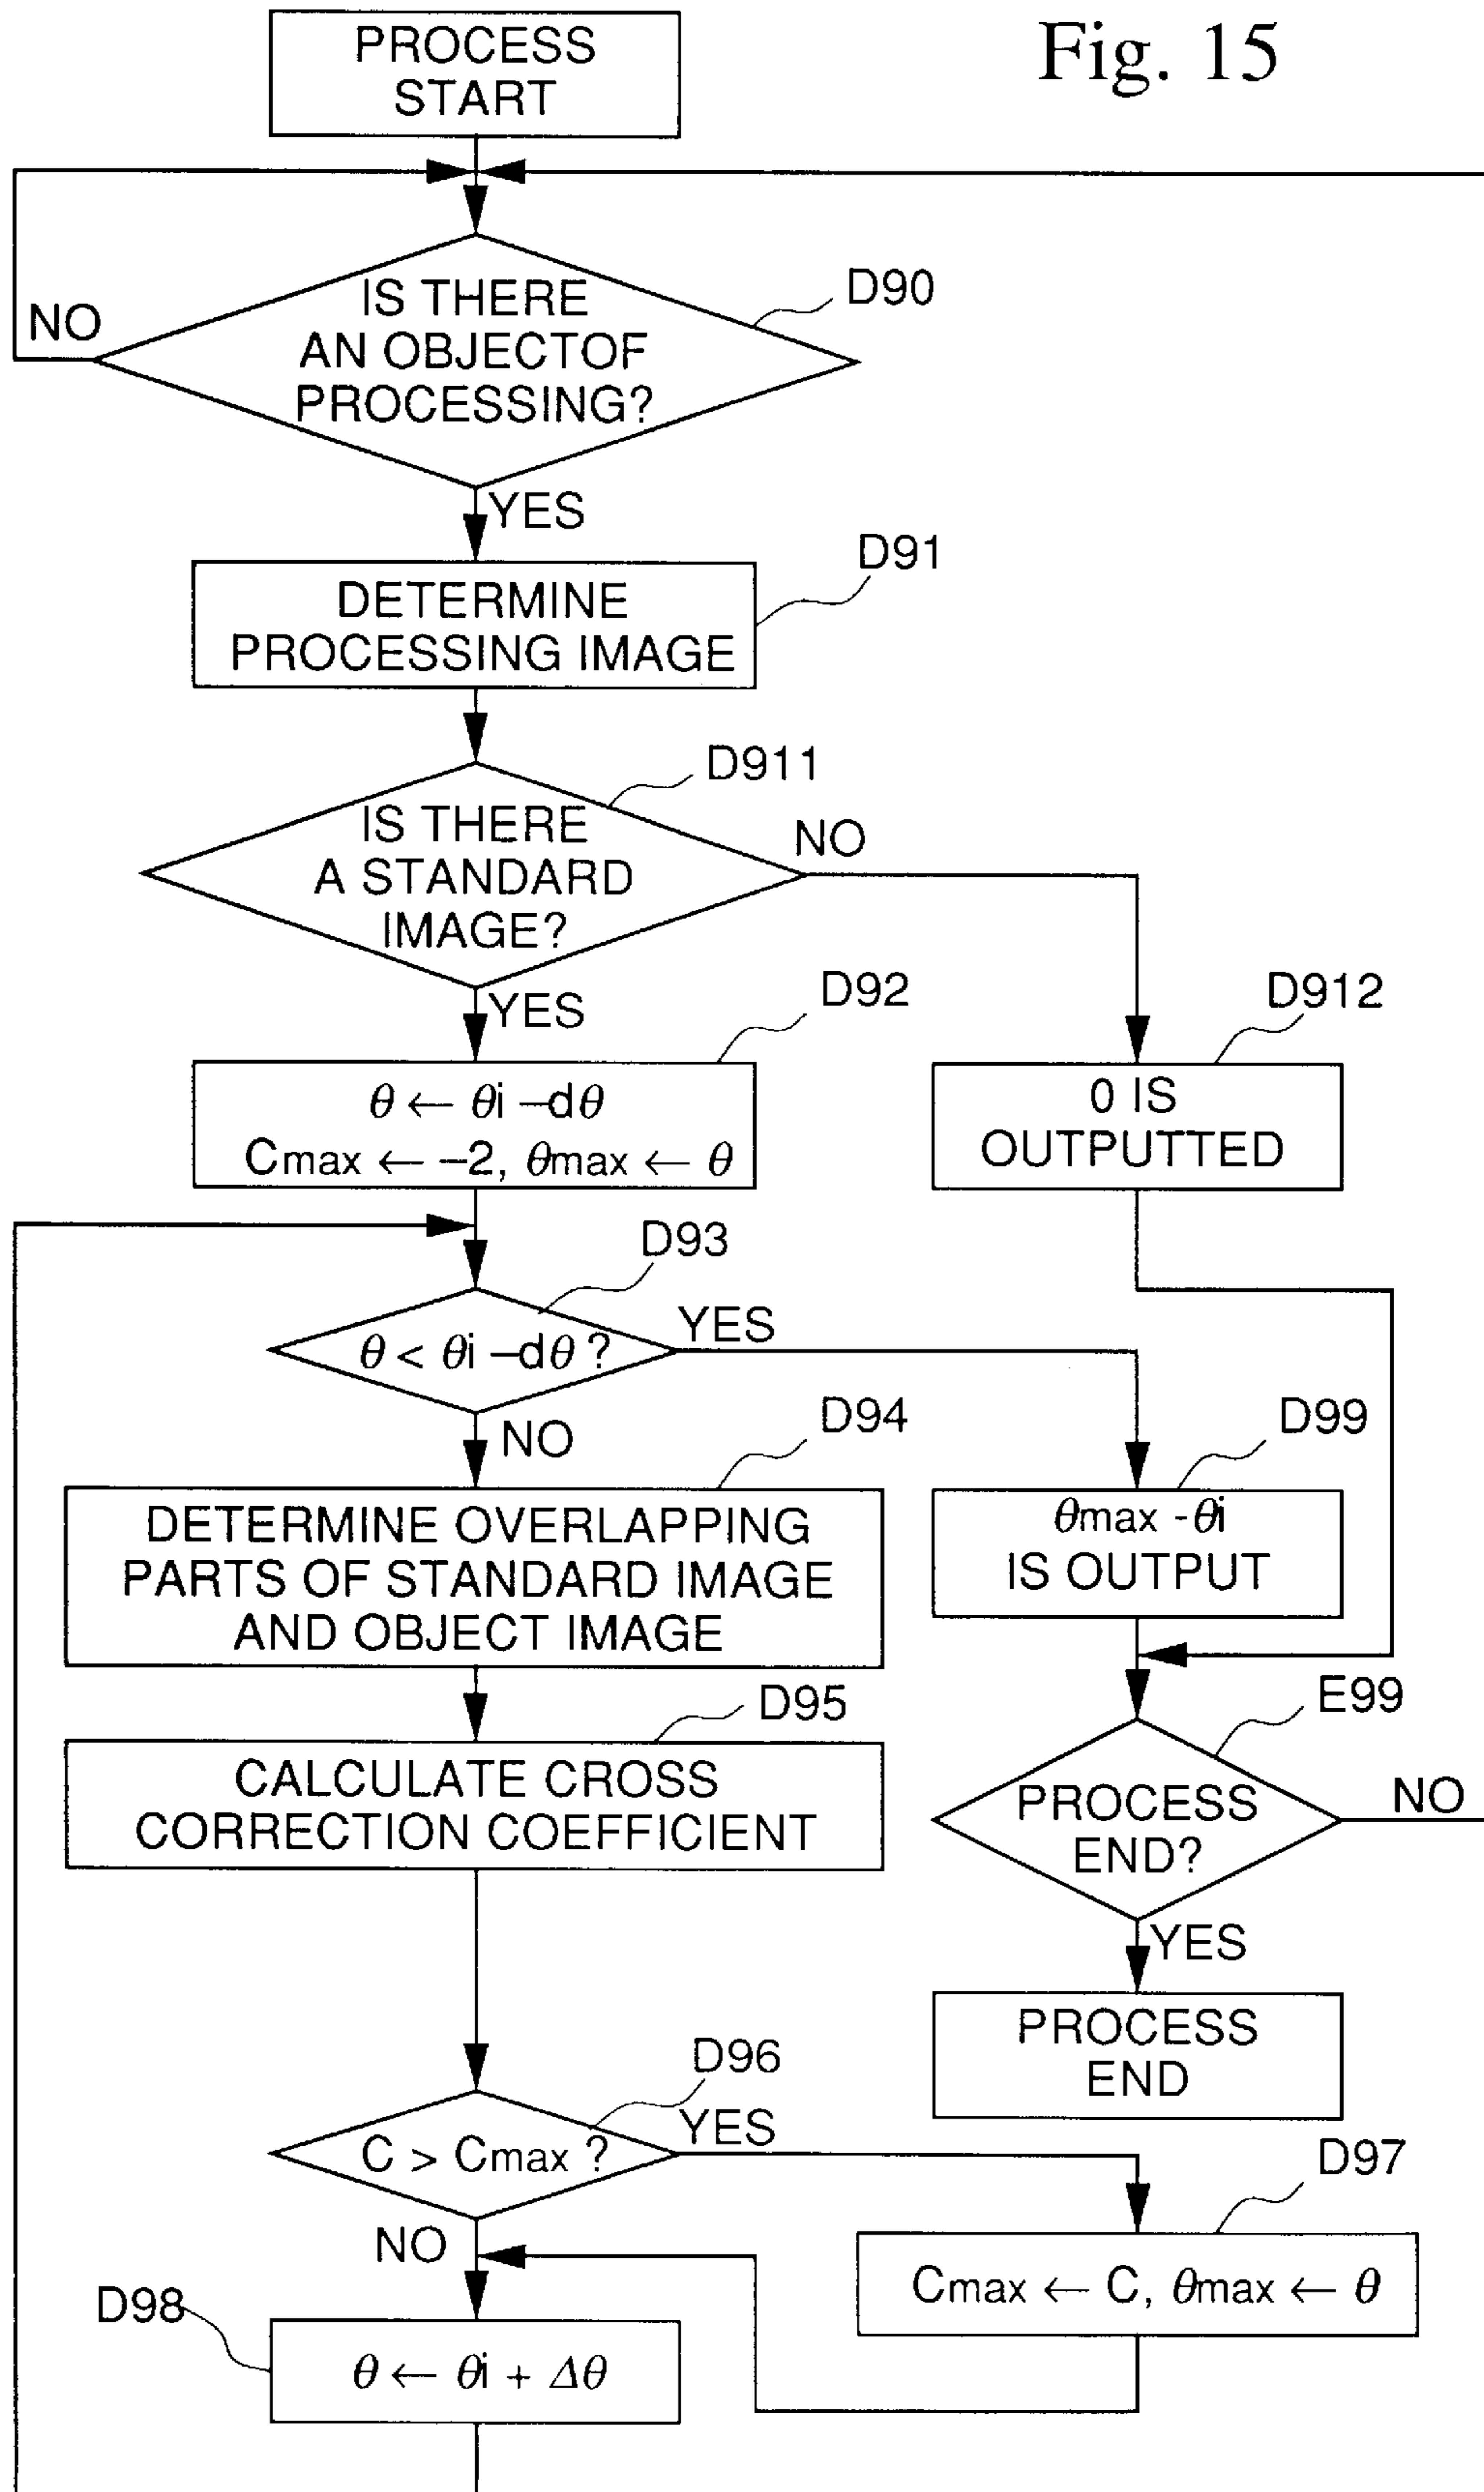 Fig. 15
PROCESS
START
D90
IS THERE
AN OBJECTOF
PROCESSING?
NO
YES
D91
DETERMINE
PROCESSING IMAGE
D911
IS THERE
A STANDARD
IMAGE?
NO
YES
D92
θ ← θi –dθ
Cmax ← –2, θmax ← θ
D912
0 IS
OUTPUTTED
D93
θ < θi –dθ ?
YES
NO
D94
DETERMINE OVERLAPPING
PARTS OF STANDARD IMAGE
AND OBJECT IMAGE
D99
θmax -θi
IS OUTPUT
D95
CALCULATE CROSS
CORRECTION COEFFICIENT
E99
PROCESS
END?
NO
YES
PROCESS
END
D96
C > Cmax ?
YES
NO
D97
Cmax ← C, θmax ← θ
D98
θ ← θi + Δθ